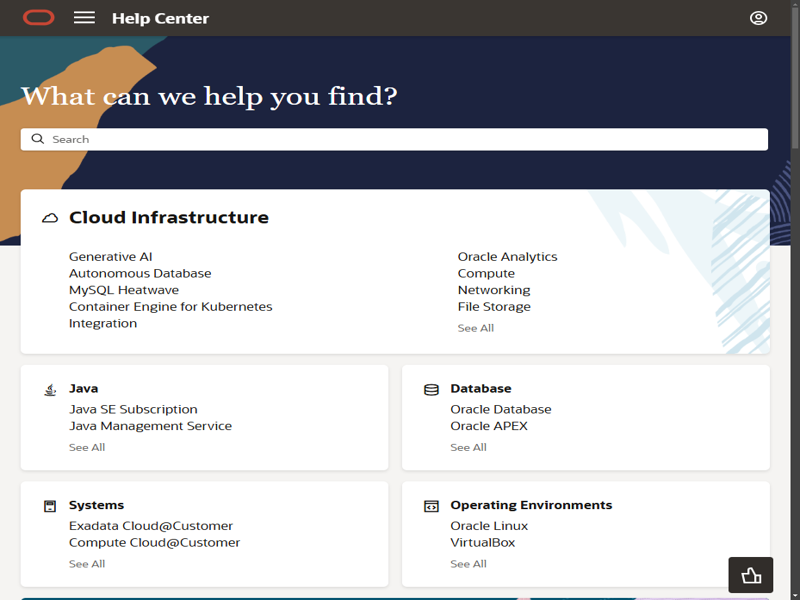 Help Center
What can we help you find?
Search
Cloud Infrastructure
Generative AI
Autonomous Database
MySQL Heatwave
Container Engine for Kubernetes
Integration
Oracle Analytics
Compute
Networking
File Storage
See All
Java
Java SE Subscription
Java Management Service
See All
Database
Oracle Database
Oracle APEX
See All
Systems
Exadata Cloud@Customer
Compute Cloud@Customer
See All
Operating Environments
Oracle Linux
VirtualBox
See All